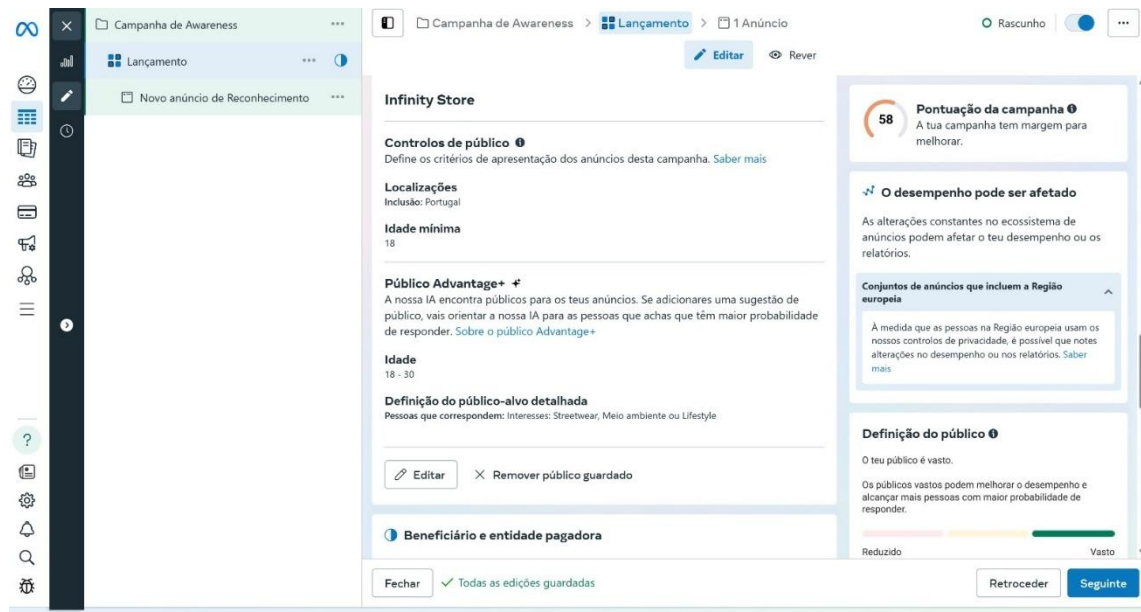 Campanha de Awareness
Lançamento
Novo anúncio de Reconhecimento
Campanha de Awareness > Lançamento > 1 Anúncio
Rascunho
Editar
Rever
Infinity Store
Controlos de público
Define os critérios de apresentação dos anúncios desta campanha. Saber mais
Localizações
Inclusão: Portugal
Idade mínima
18
Público Advantage+
A nossa IA encontra públicos para os teus anúncios. Se adicionares uma sugestão de
público, vais orientar a nossa IA para as pessoas que achas que têm maior probabilidade
de responder. Sobre o público Advantage+
Idade
18 - 30
Definição do público-alvo detalhada
Pessoas que correspondem: Interesses: Streetwear, Meio ambiente ou Lifestyle
Editar
Remover público guardado
Beneficiário e entidade pagadora
58
Pontuação da campanha
A tua campanha tem margem para
melhorar.
O desempenho pode ser afetado
As alterações constantes no ecossistema de
anúncios podem afetar o teu desempenho ou os
relatórios.
Conjuntos de anúncios que incluem a Região
europeia
À medida que as pessoas na Região europeia usam os
nossos controlos de privacidade, é possível que notes
alterações no desempenho ou nos relatórios. Saber
mais
Definição do público
O teu público é vasto.
Os públicos vastos podem melhorar o desempenho e
alcançar mais pessoas com maior probabilidade de
responder.
Reduzido
Vasto
Fechar
Todas as edições guardadas
Retroceder
Seguinte